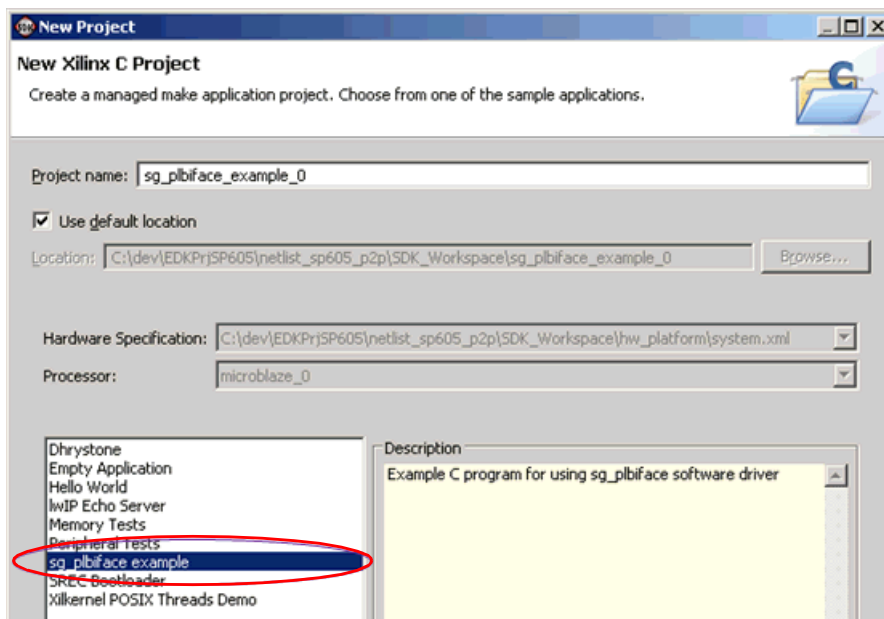 New Project
New Xilinx C Project
Create a managed make application project. Choose from one of the sample applications.
Project name: sg_plbiface_example_0
Use default location
Location: C:\dev\EDKPrjSP605\netlist_sp605_p2p\SDK_Workspace\sg_plbiface_example_0 Browse...
Hardware Specification: C:\dev\EDKPrjSP605\netlist_sp605_p2p\SDK_Workspace\hw_platform\system.xml
Processor: microblaze_0
Dhrystone
Empty Application
Hello World
lwIP Echo Server
Memory Tests
Peripheral Tests
sg_plbiface example
SREC Bootloader
Xilkernel POSIX Threads Demo
Description
Example C program for using sg_plbiface software driver